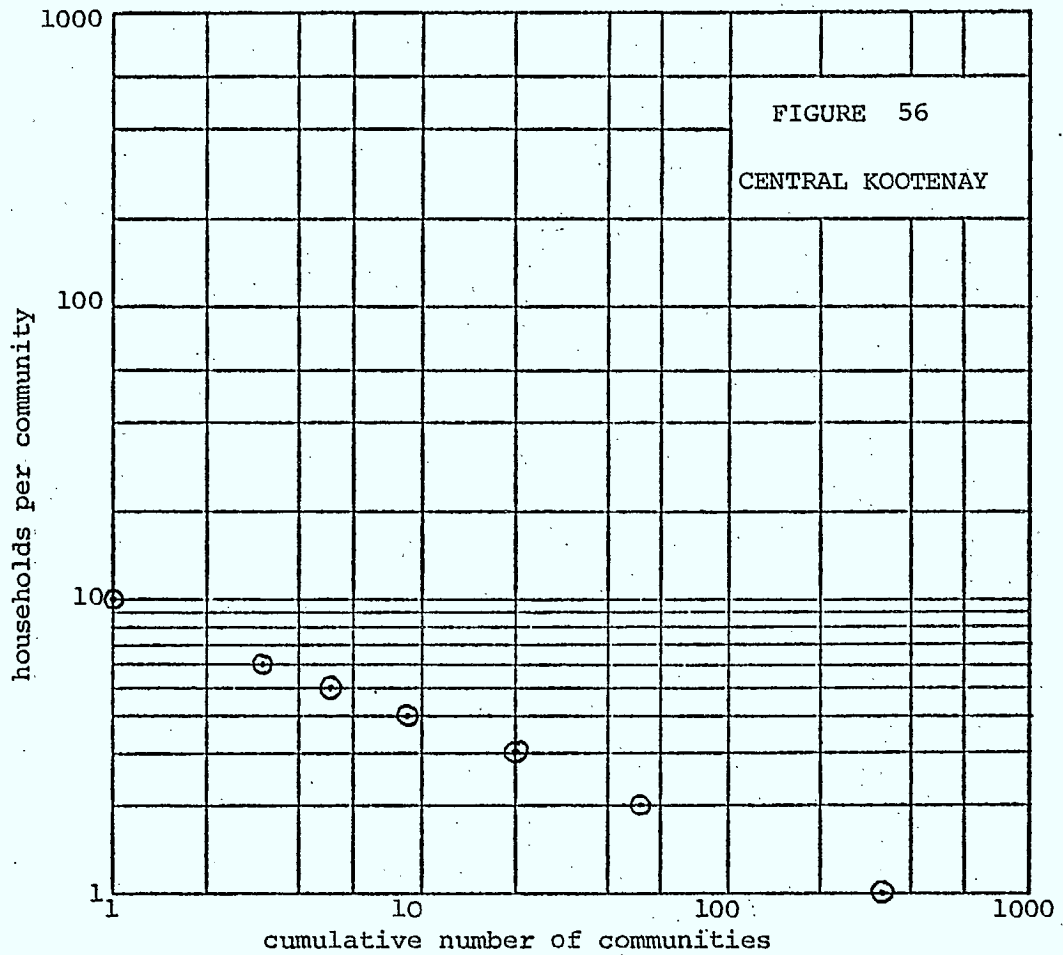 1000
FIGURE 56
CENTRAL KOOTENAY
100
households per community
10
1
1 10 100 1000
cumulative number of communities